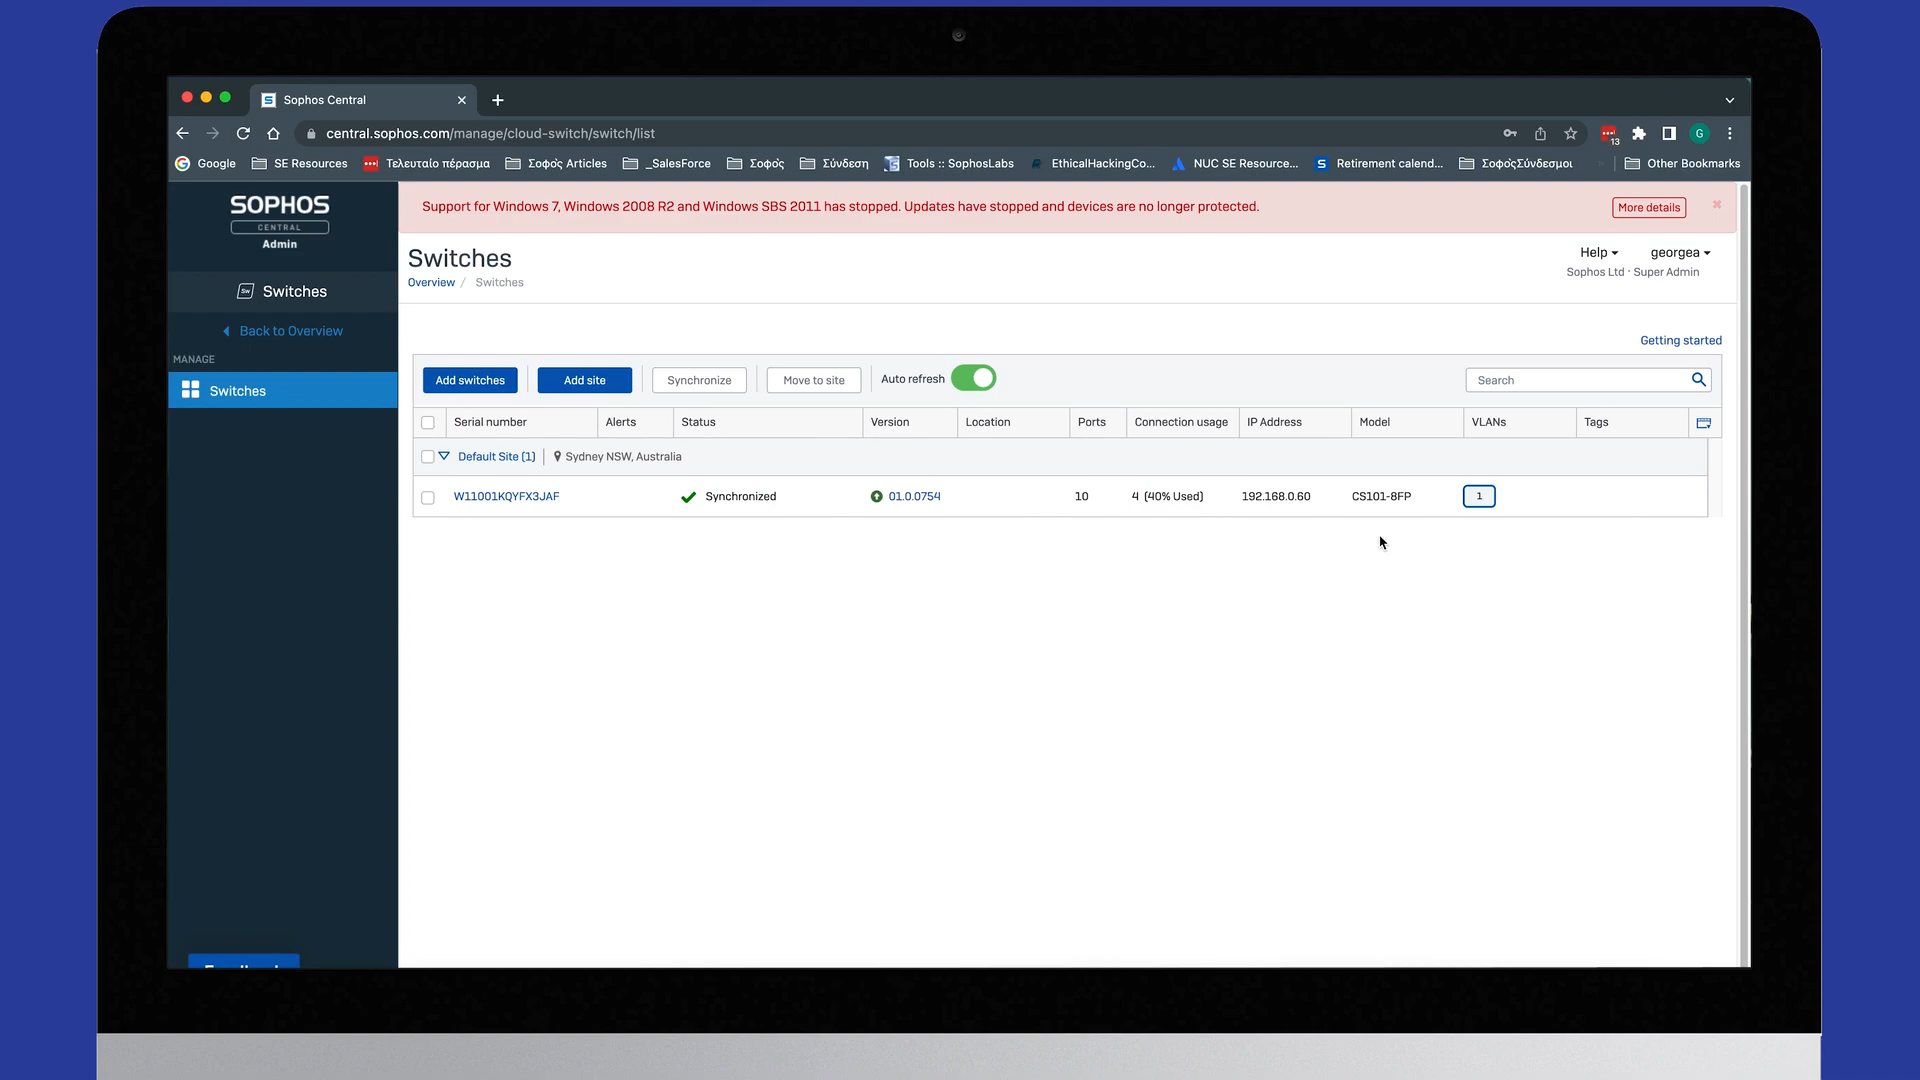 Sophos Central
central.sophos.com/manage/cloud-switch/switch/list
13
G
Google SE Resources Τελευταίο πέρασμα Σοφός Articles _SalesForce Σοφός Σύνδεση Tools :: SophosLabs EthicalHackingCo... NUC SE Resource... Retirement calend... ΣοφόςΣύνδεσμοι Other Bookmarks
SOPHOS
CENTRAL
Admin
Switches
Back to Overview
MANAGE
Switches
Support for Windows 7, Windows 2008 R2 and Windows SBS 2011 has stopped. Updates have stopped and devices are no longer protected.
More details
Switches
Overview / Switches
Help georgea
Sophos Ltd · Super Admin
Getting started
Add switches Add site Synchronize Move to site Auto refresh Search
Serial number Alerts Status Version Location Ports Connection usage IP Address Model VLANs Tags
Default Site (1) Sydney NSW, Australia
W11001KQYFX3JAF Synchronized 01.0.0754 10 4 (40% Used) 192.168.0.60 CS101-8FP 1